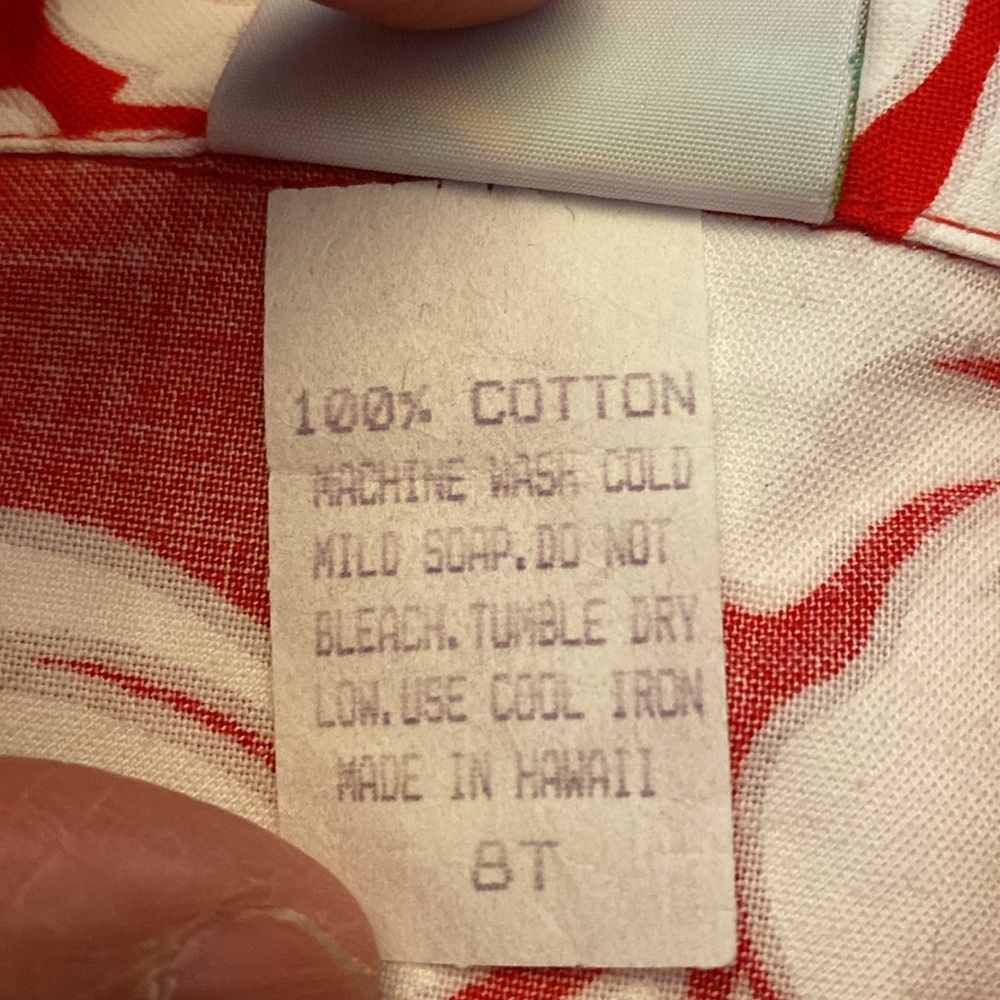 100% COTTON
MACHINE WASH COLD
MILD SOAP.DO NOT
BLEACH.TUMBLE DRY
LOW.USE COOL IRON
MADE IN HAWAII
8T